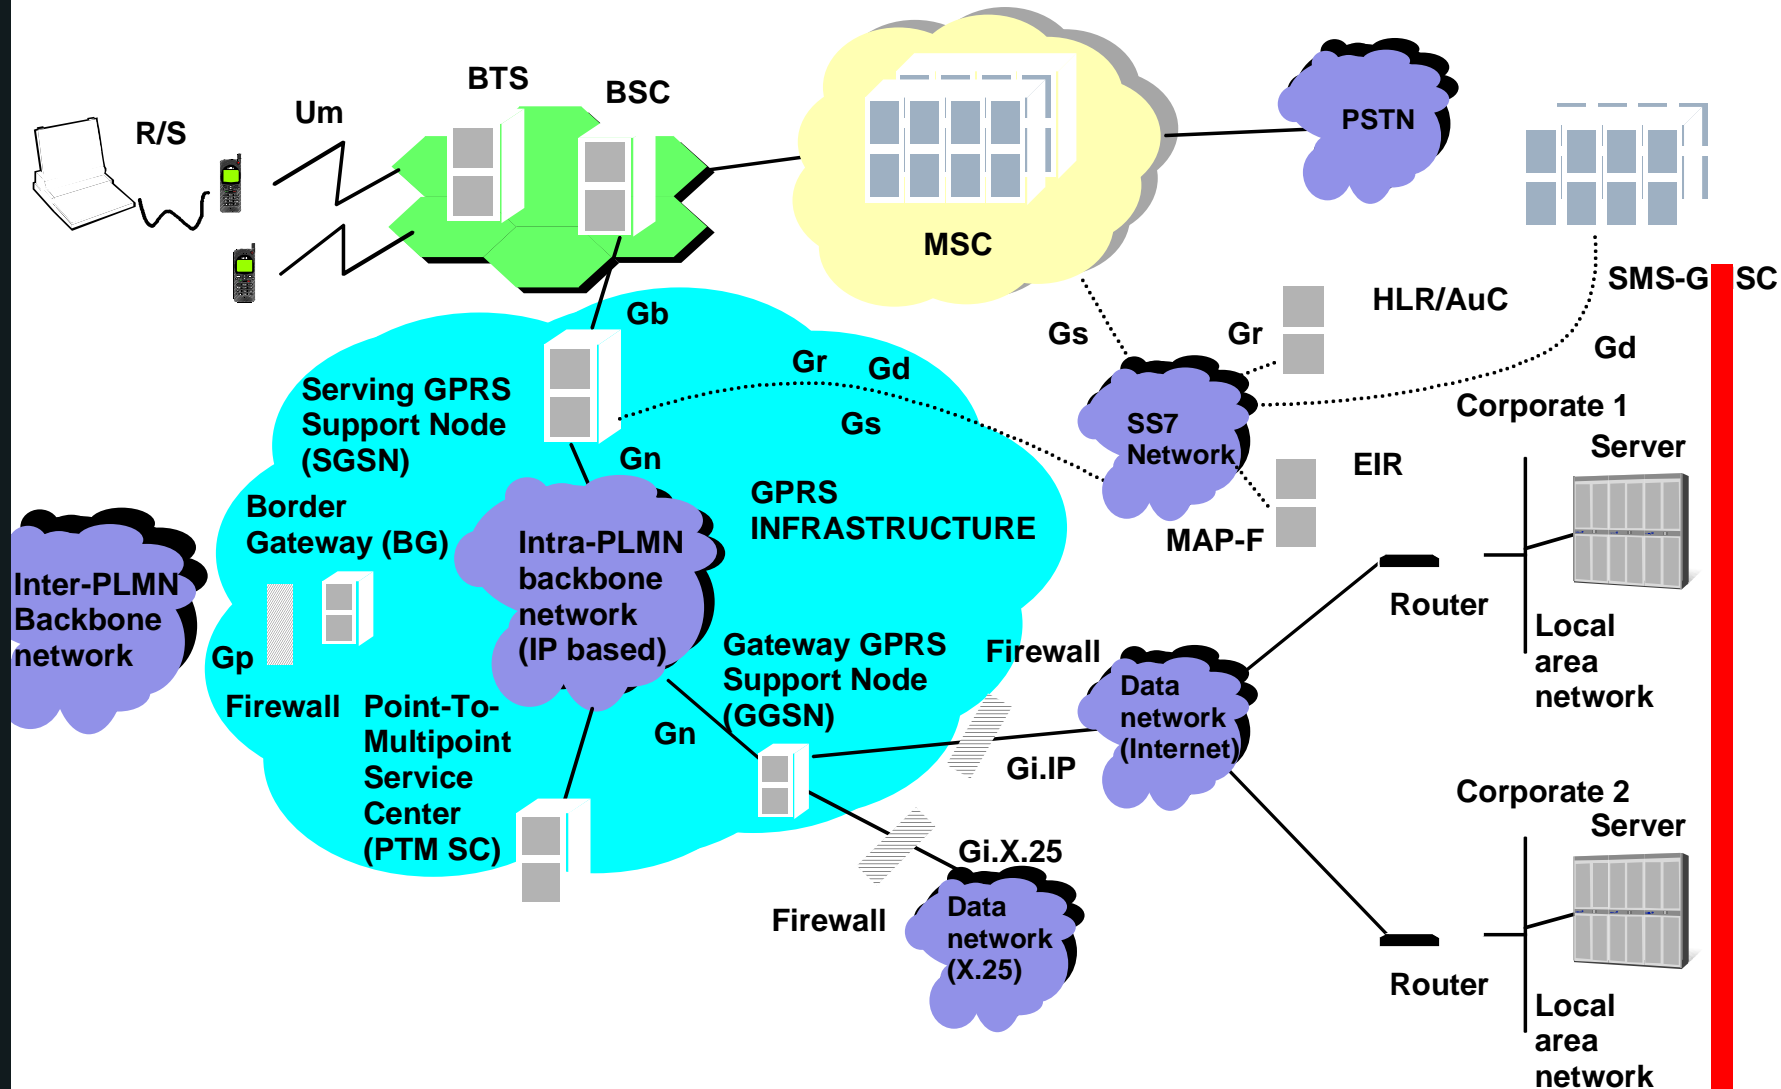 BTS
BSC
Um
R/S
PSTN
MSC
SMS-G SC
HLR/AuC
Gb
Gs
Gr
Gd
Gr
Gd
Serving GPRS
Support Node
(SGSN)
Gs
Gn
SS7
Network
Corporate 1
Server
EIR
MAP-F
GPRS
INFRASTRUCTURE
Border
Gateway (BG)
Intra-PLMN
backbone
network
(IP based)
Inter-PLMN
Backbone
network
Gp
Firewall
Router
Local
area
network
Gateway GPRS
Support Node
(GGSN)
Firewall
Data
network
(Internet)
Gn
Gi.IP
Point-To-
Multipoint
Service
Center
(PTM SC)
Gi.X.25
Firewall
Data
network
(X.25)
Corporate 2
Server
Router
Local
area
network